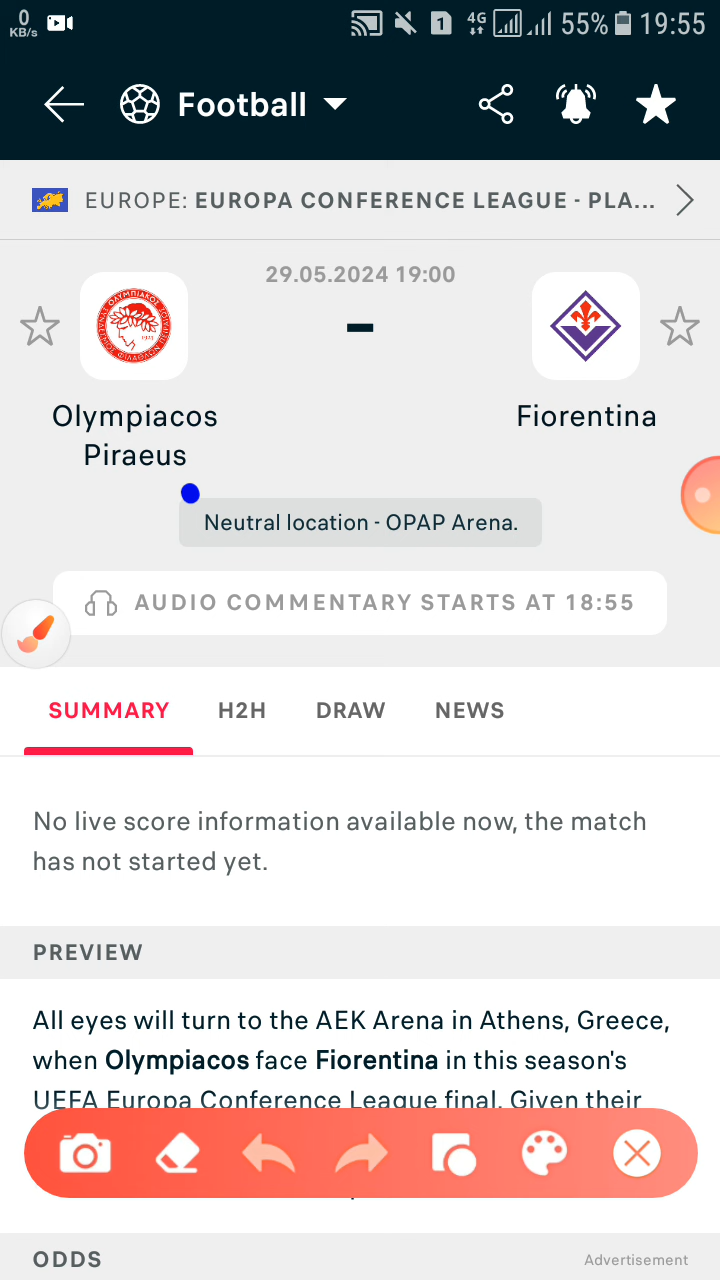 0
KB/s
1
4G
55%
19:55
Football
EUROPE: EUROPA CONFERENCE LEAGUE - PLA...
29.05.2024 19:00
-
Olympiacos
Piraeus
Fiorentina
Neutral location - OPAP Arena.
AUDIO COMMENTARY STARTS AT 18:55
SUMMARY
H2H
DRAW
NEWS
No live score information available now, the match
has not started yet.
PREVIEW
All eyes will turn to the AEK Arena in Athens, Greece,
when Olympiacos face Fiorentina in this season's
UEFA Europa Conference League final. Given their
ODDS
Advertisement